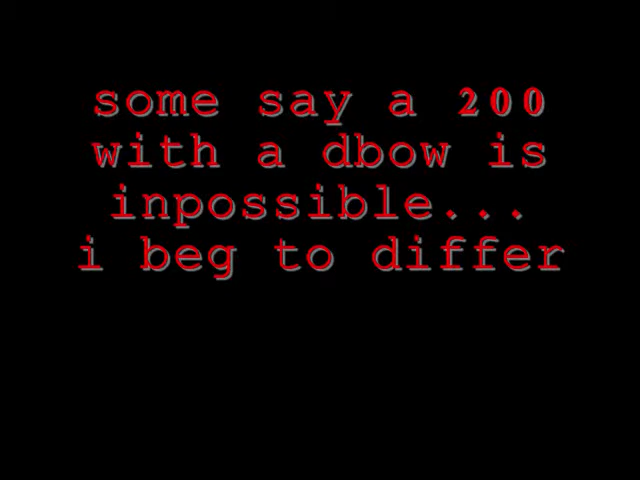 some say a 200
with a dbow is
inpossible...
i beg to differ